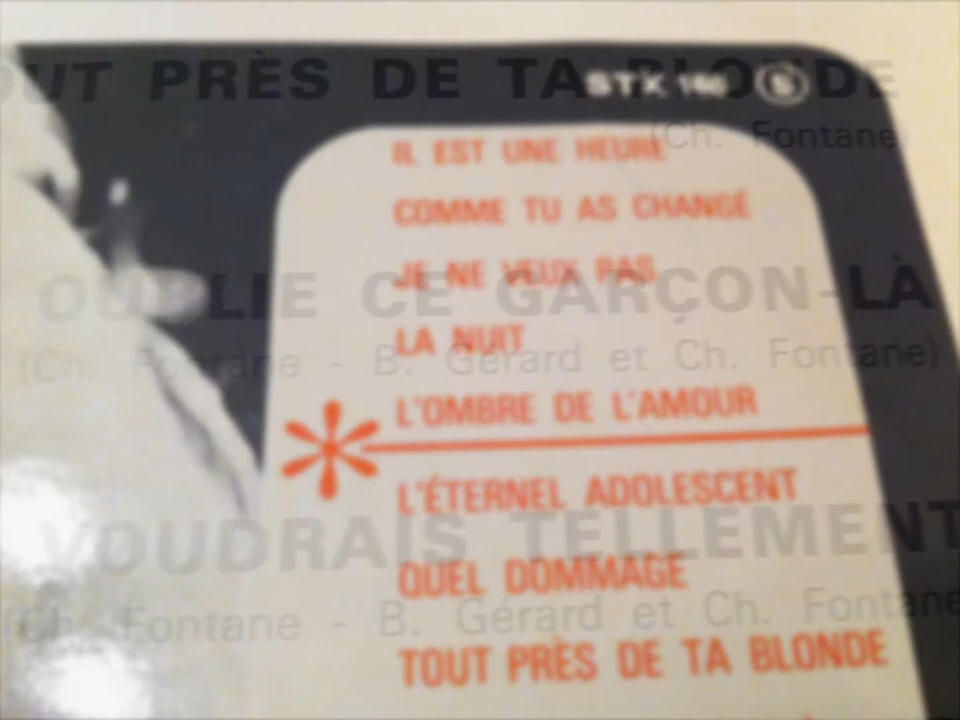 OUT PRÈS DE TA BLONDE
STX
S
(Ch. Fontane)
IL EST UNE HEURE
COMME TU AS CHANGÉ
JE NE VEUX PAS
OUBLIE CE GARÇON-LÀ
LA NUIT
(Ch. Fontane - B. Gérard et Ch. Fontane)
L'OMBRE DE L'AMOUR
L'ÉTERNEL ADOLESCENT
VOUDRAIS TELLEMENT
QUEL DOMMAGE
(Ch. Fontane - B. Gérard et Ch. Fontane
TOUT PRÈS DE TA BLONDE